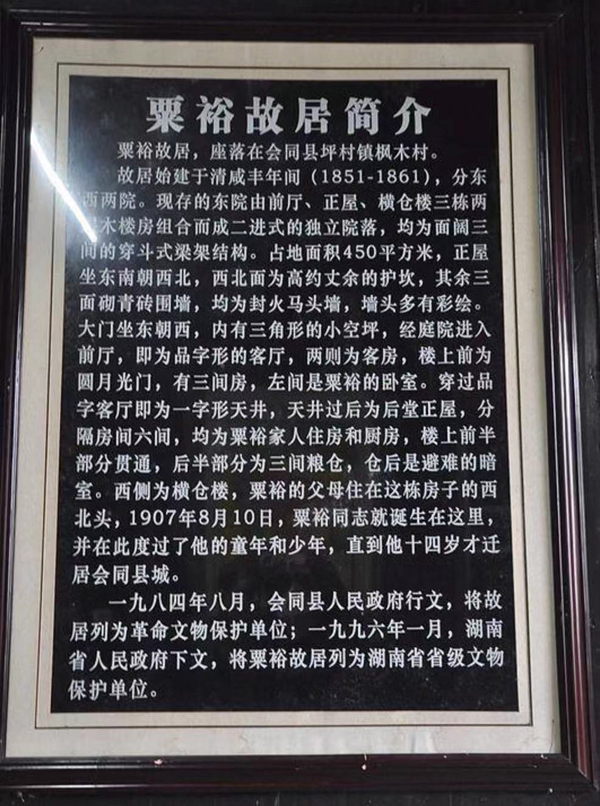 粟裕故居简介
粟裕故居，座落在会同县坪村镇枫木村。
故居始建于清咸丰年间（1851-1861），分东
西两院。现存的东院由前厅、正屋、横仓楼三栋两
木楼房组合而成二进式的独立院落，均为面阔三
间的穿斗式梁架结构。占地面积450平方米，正屋
坐东南朝西北，西北面为高约丈余的护坎，其余三
面砌青砖围墙，均为封火马头墙，墙头多有彩绘。
大门坐东朝西，内有三角形的小空坪，经庭院进入
前厅，即为品字形的客厅，两则为客房，楼上前为
圆月光门，有三间房，左间是粟裕的卧室。穿过品
字客厅即为一字形天井，天井过后为后堂正屋，分
隔房间六间，均为粟裕家人住房和厨房，楼上前半
部分贯通，后半部分为三间粮仓，仓后是避难的暗
室。西侧为横仓楼，粟裕的父母住在这栋房子的西
北头，1907年8月10日，粟裕同志就诞生在这里，
并在此度过了他的童年和少年，直到他十四岁才迁
居会同县城。
一九八四年八月，会同县人民政府行文，将故
居列为革命文物保护单位；一九九六年一月，湖南
省人民政府下文，将粟裕故居列为湖南省省级文物
保护单位。